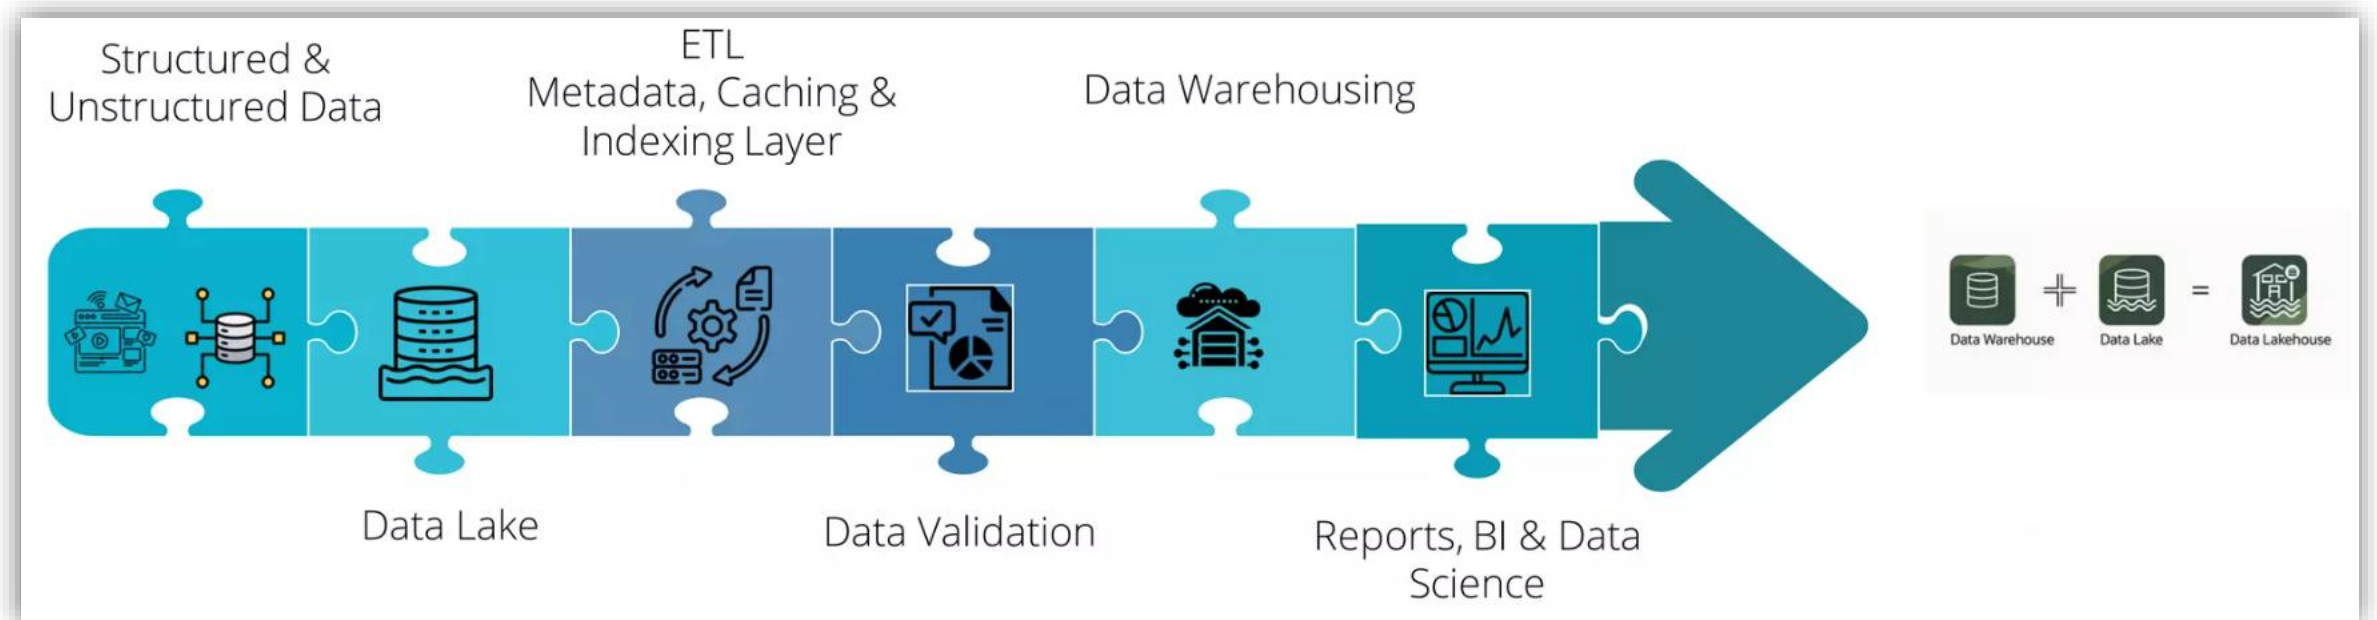 Structured &
Unstructured Data
ETL
Metadata, Caching &
Indexing Layer
Data Warehousing
Data Lake
Data Validation
Reports, BI & Data
Science
+
=
Data Warehouse
Data Lake
Data Lakehouse